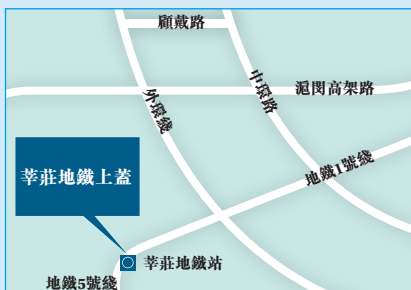 顧戴路
滬閔高架路
外環綫
中環路
地鐵1號綫
莘莊地鐵上蓋
莘莊地鐵站
地鐵5號綫